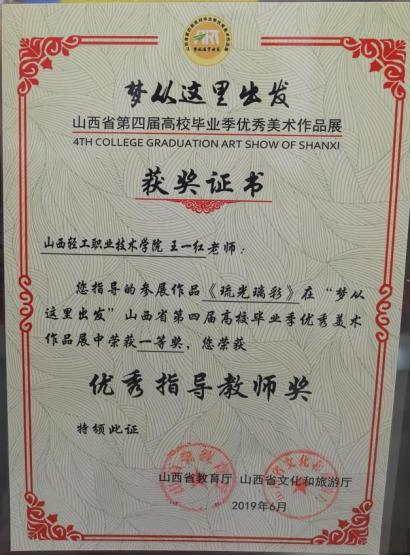 ART
梦从这里出发
山西省第四届高校毕业季优秀美术作品展
4TH COLLEGE GRADUATION ART SHOW OF SHANXI
获奖证书
山西轻工职业技术学院 王一红老师：
您指导的参展作品《琉光璃彩》在“梦从
这里出发”山西省第四届高校毕业季优秀美术
作品展中荣获一等奖，您荣获
优秀指导教师奖
特颁此证
山西省教育厅 山西省文化和旅游厅
2019年6月